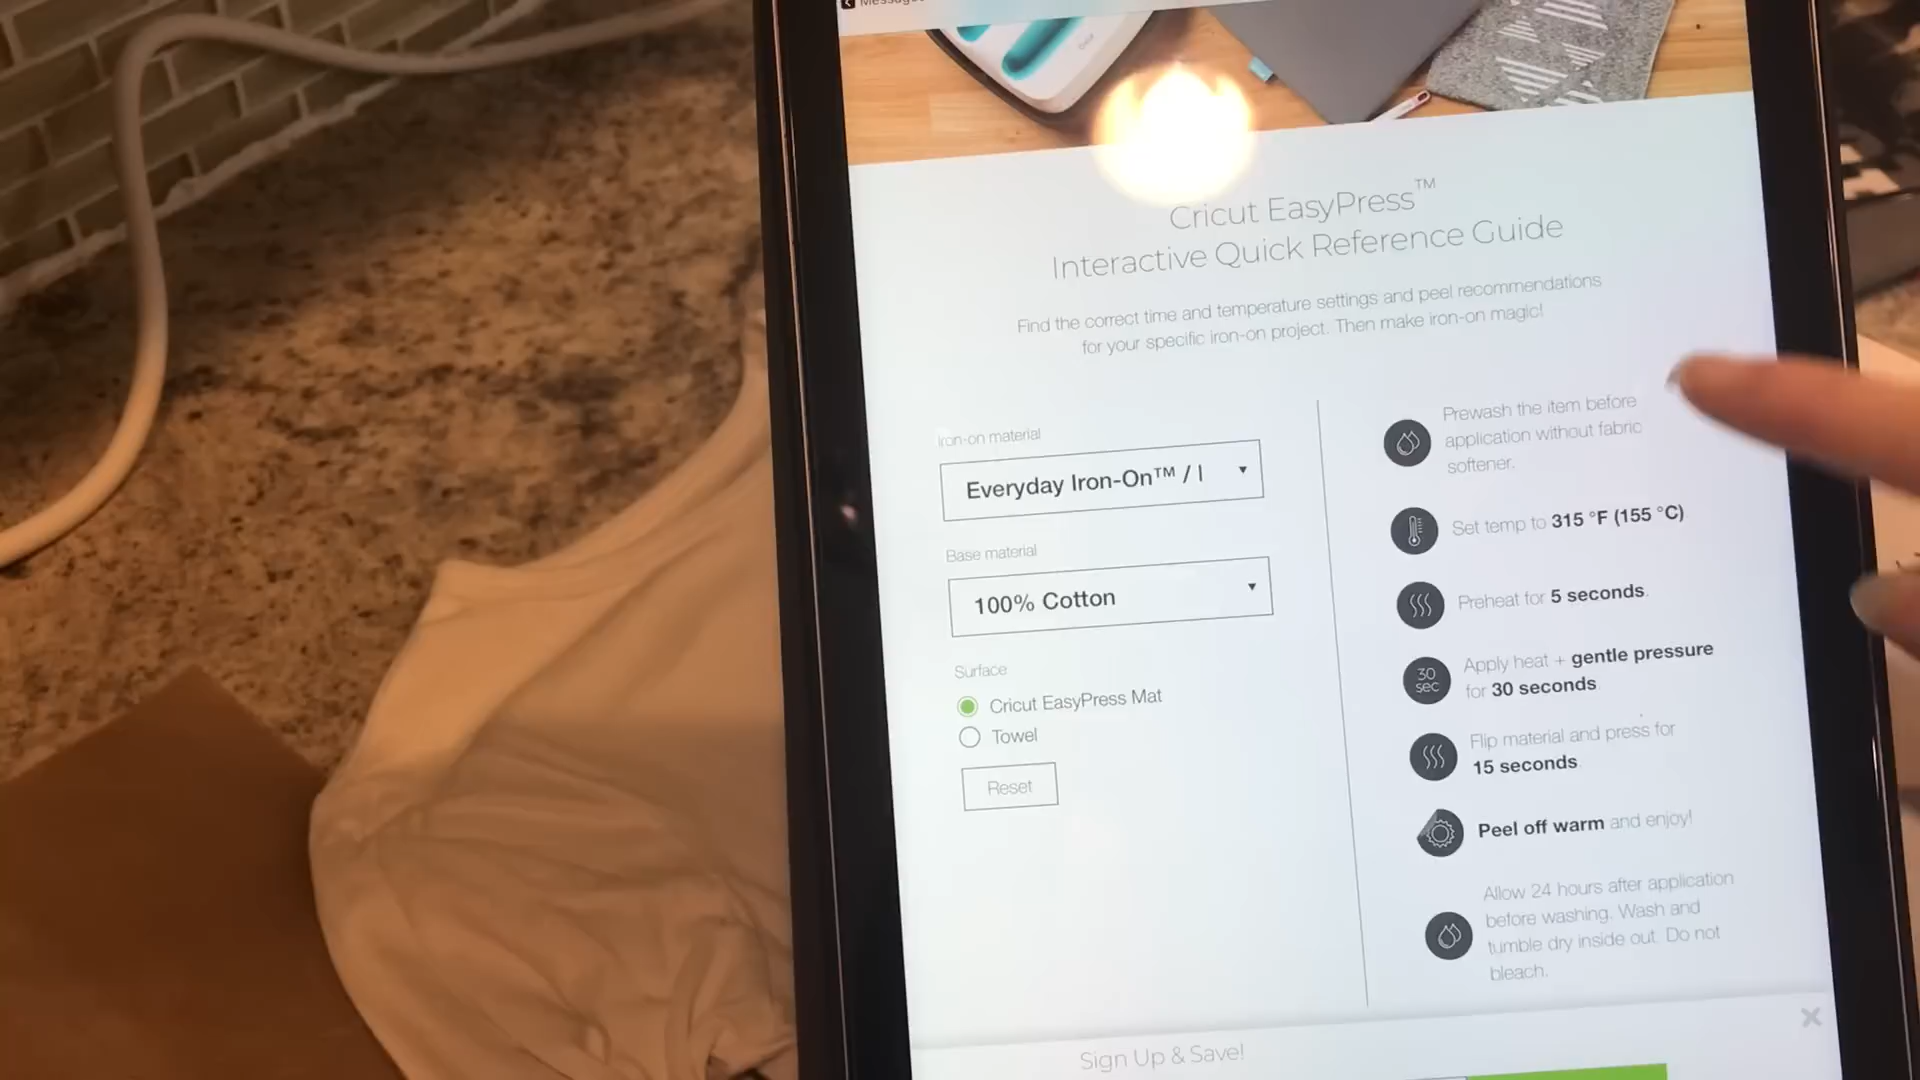 Cricut EasyPress™
Interactive Quick Reference Guide
Find the correct time and temperature settings and peel recommendations
for your specific iron-on project. Then make iron-on magic!
Iron-on material
Everyday Iron-On™ / I
Base material
100% Cotton
Surface
Cricut EasyPress Mat
Towel
Reset
Prewash the item before
application without fabric
softener.
Set temp to 315 °F (155 °C)
Preheat for 5 seconds.
30
sec
Apply heat + gentle pressure
for 30 seconds
Flip material and press for
15 seconds
Peel off warm and enjoy!
Allow 24 hours after application
before washing. Wash and
tumble dry inside out. Do not
bleach.
Sign Up & Save!